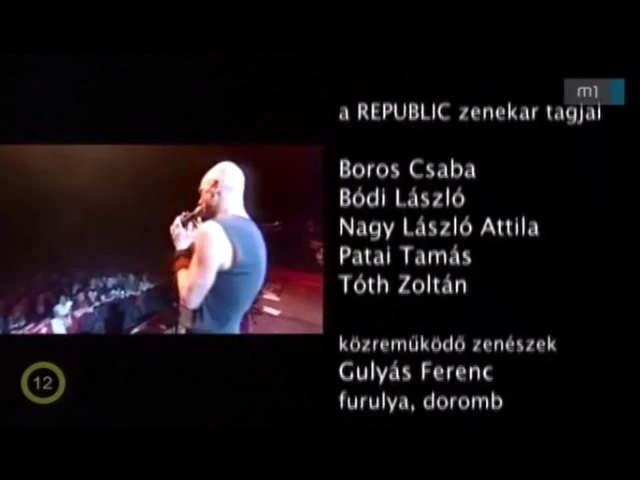 m1
a REPUBLIC zenekar tagjai
Boros Csaba
Bódi László
Nagy László Attila
Patai Tamás
Tóth Zoltán
közreműködő zenészek
Gulyás Ferenc
furulya, doromb
12